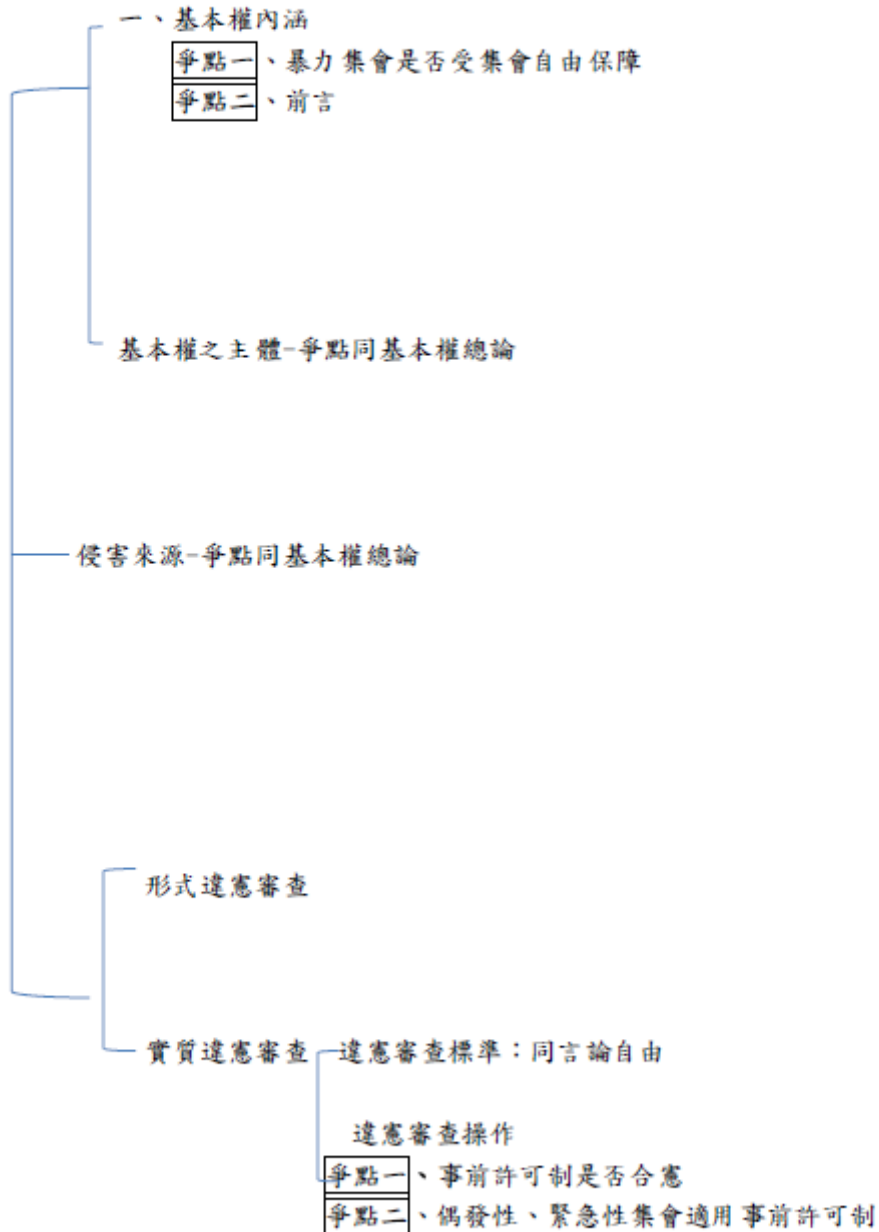 一、基本權內涵
爭點一、暴力集會是否受集會自由保障
爭點二、前言
基本權之主體-爭點同基本權總論
侵害來源-爭點同基本權總論
形式違憲審查
實質違憲審查 違憲審查標準：同言論自由
違憲審查操作
爭點一、事前許可制是否合憲
爭點二、偶發性、緊急性集會適用事前許可制